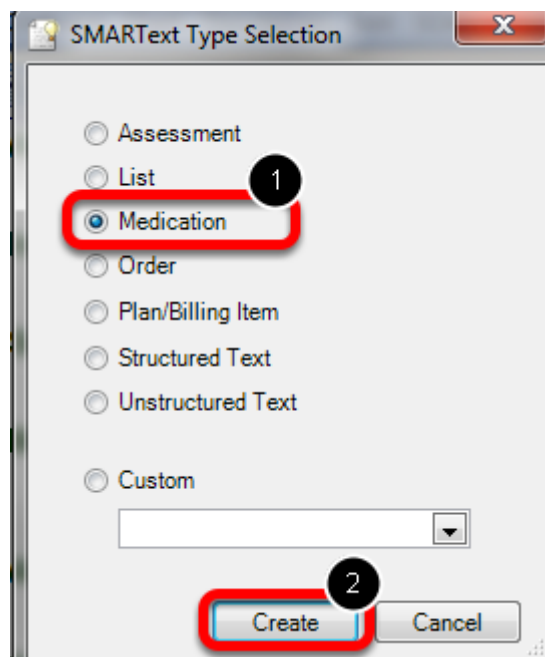 SMARText Type Selection
X
Assessment
List
1
Medication
Order
Plan/Billing Item
Structured Text
Unstructured Text
Custom
2
Create Cancel